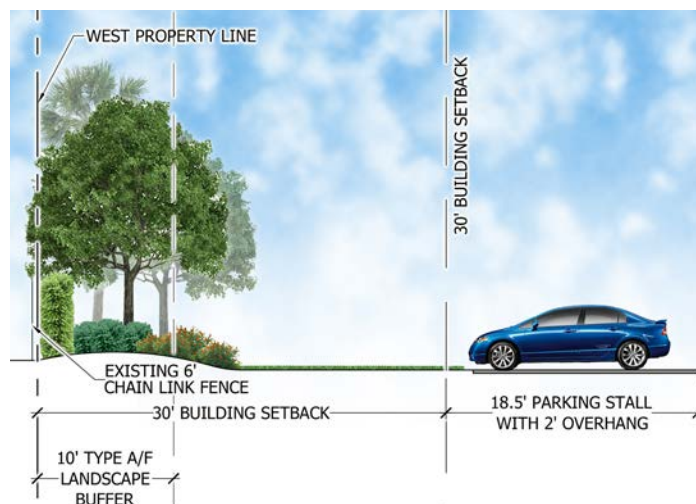 WEST PROPERTY LINE
30' BUILDING SETBACK
EXISTING 6'
CHAIN LINK FENCE
30' BUILDING SETBACK
18.5' PARKING STALL
WITH 2' OVERHANG
10' TYPE A/F
LANDSCAPE
BUFFER